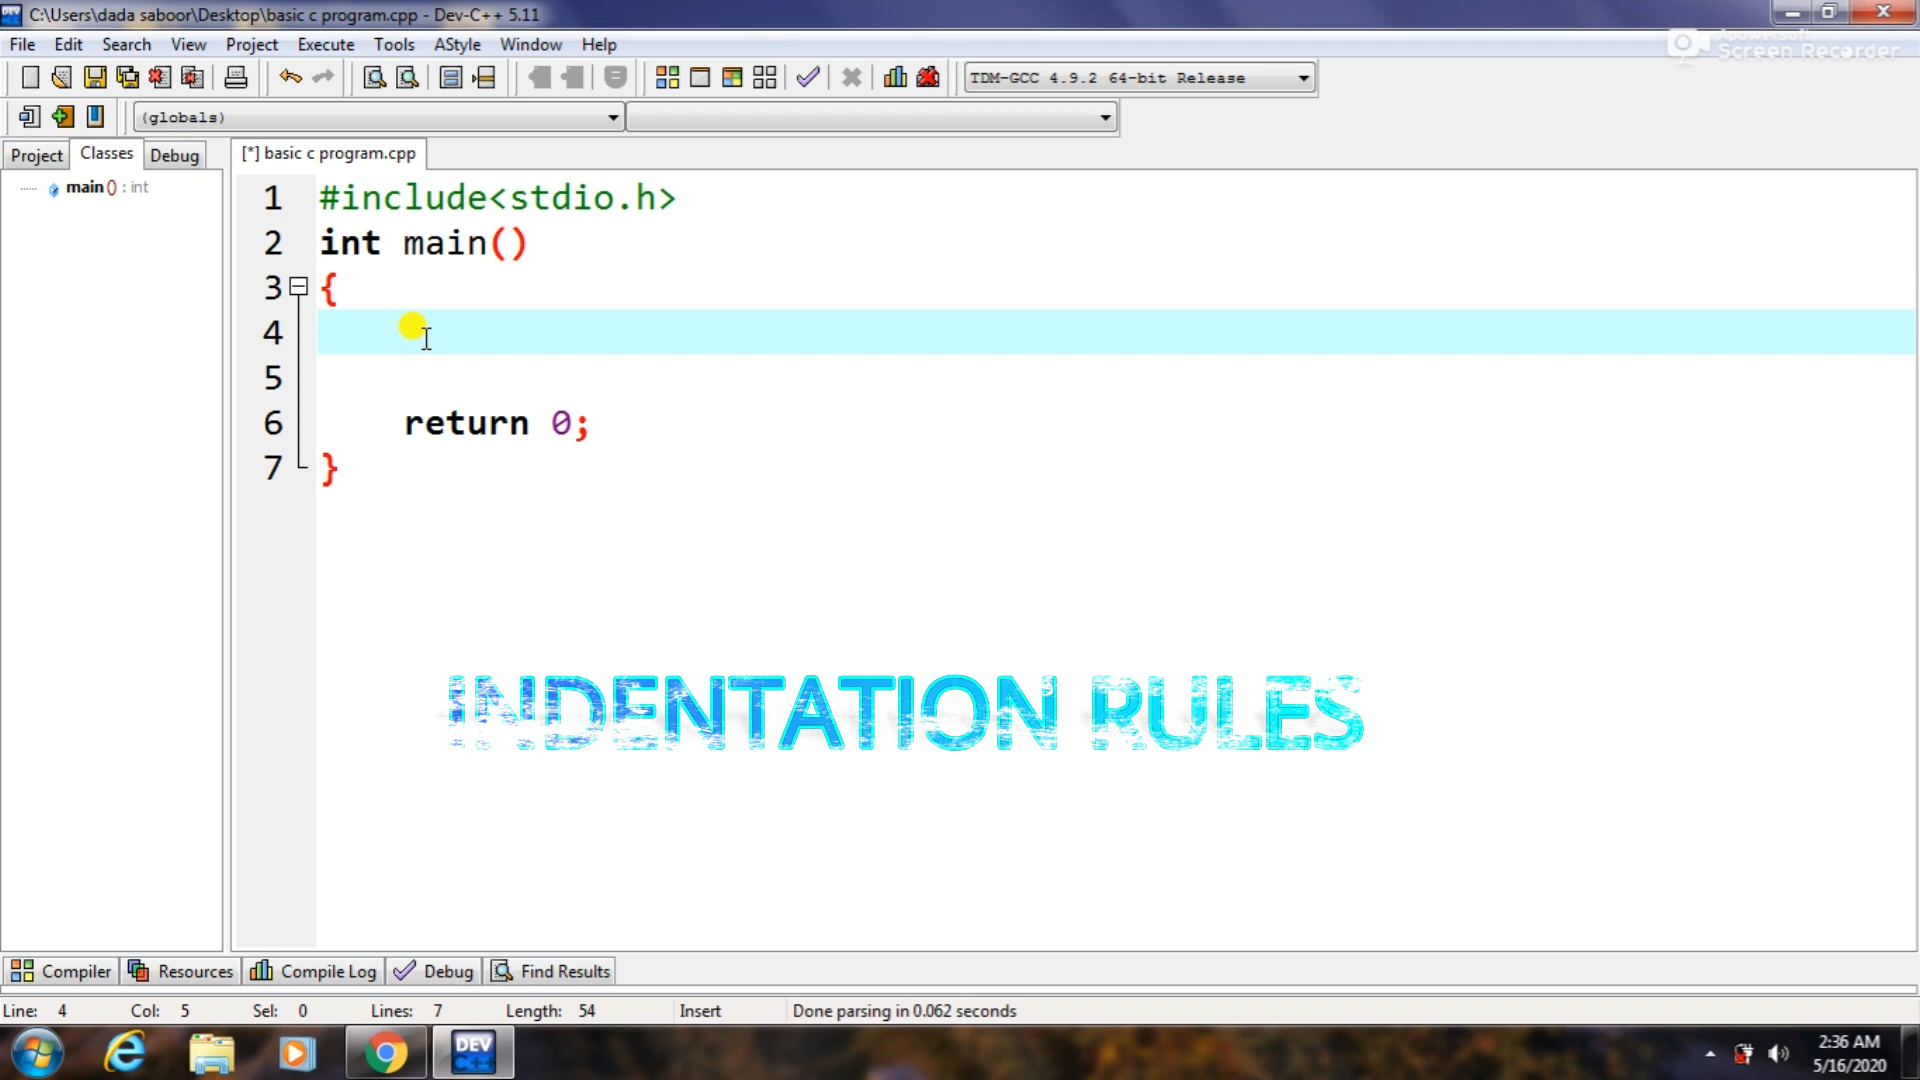 C:\Users\dada saboor\Desktop\basic c program.cpp - Dev-C++ 5.11
File Edit Search View Project Execute Tools AStyle Window Help
Apowersoft
Screen Recorder
TDM-GCC 4.9.2 64-bit Release
(globals)
Project Classes Debug
[*] basic c program.cpp
main () : int
1 #include<stdio.h>
2 int main()
3 {
4
5
6 return 0;
7 }
INDENTATION RULES
Compiler Resources Compile Log Debug Find Results
Line: 4 Col: 5 Sel: 0 Lines: 7 Length: 54 Insert Done parsing in 0.062 seconds
DEV
C++
2:36 AM
5/16/2020